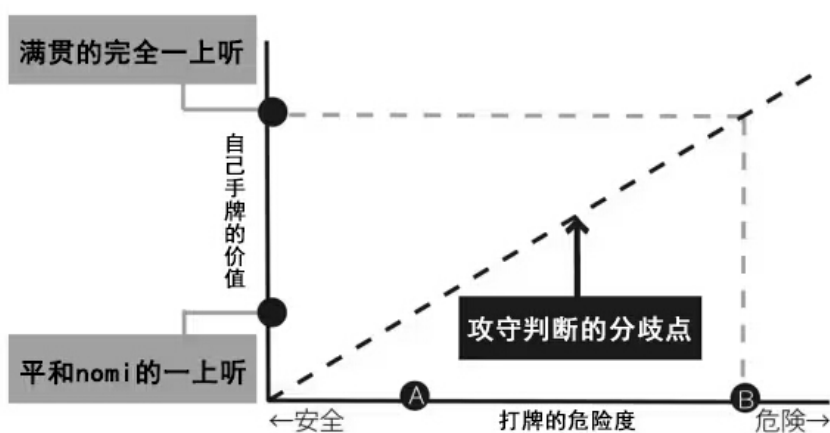 满贯的完全一上听
自己手牌的价值
攻守判断的分歧点
平和nomi的一上听
A
B
←安全
打牌的危险度
危険→